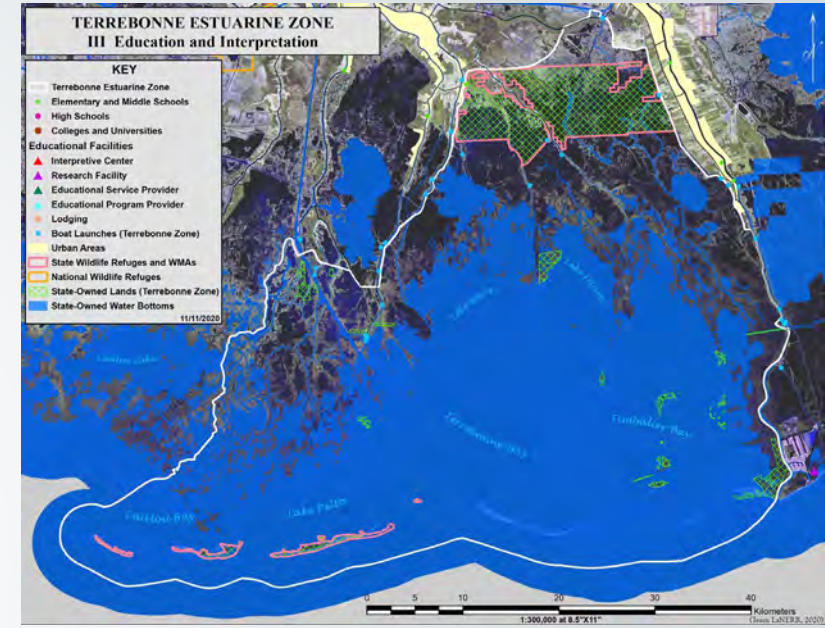 TERREBONNE ESTUARINE ZONE
III Education and Interpretation
KEY
Terrebonne Estuarine Zone
Elementary and Middle Schools
High Schools
Colleges and Universities
Educational Facilities
Interpretive Center
Research Facility
Educational Service Provider
Educational Program Provider
Lodging
Boat Launches (Terrebonne Zone)
Urban Areas
State Wildlife Refuges and WMAs
National Wildlife Refuges
State-Owned Lands (Terrebonne Zone)
State-Owned Water Bottoms
11/11/2020
Terrebonne Bay
Timbalier Bay
Caillou Bay
Lake Pelto
0 5 10 20 30 40
Kilometers
1:300,000 at 8.5"X11"
(Team LaNERR, 2020)